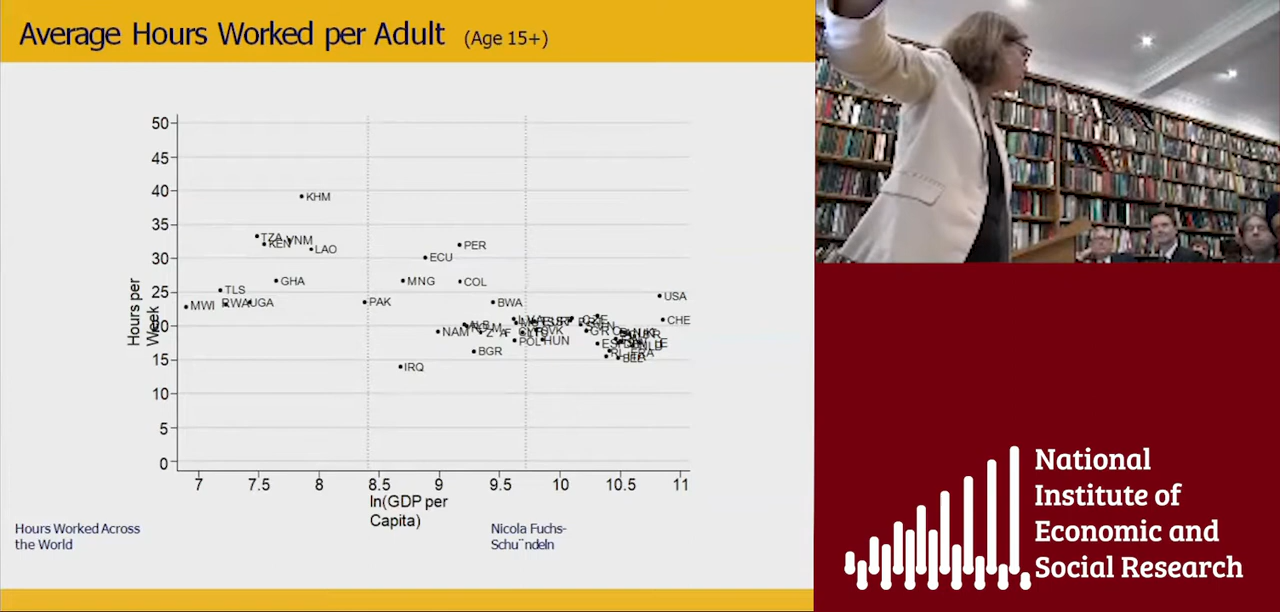 Average Hours Worked per Adult (Age 15+)
50
45
40
35
30
25
20
15
10
5
0
Hours per
Week
KHM
TZA
VNM
KEN
LAO
PER
ECU
GHA
MNG
COL
TLS
USA
MWI
RWA
UGA
PAK
BWA
CHE
NAM
POL
HUN
BGR
IRQ
7
7.5
8
8.5
9
9.5
10
10.5
11
ln(GDP per
Capita)
Hours Worked Across
the World
Nicola Fuchs-
Schu¨ndeln
National
Institute of
Economic and
Social Research